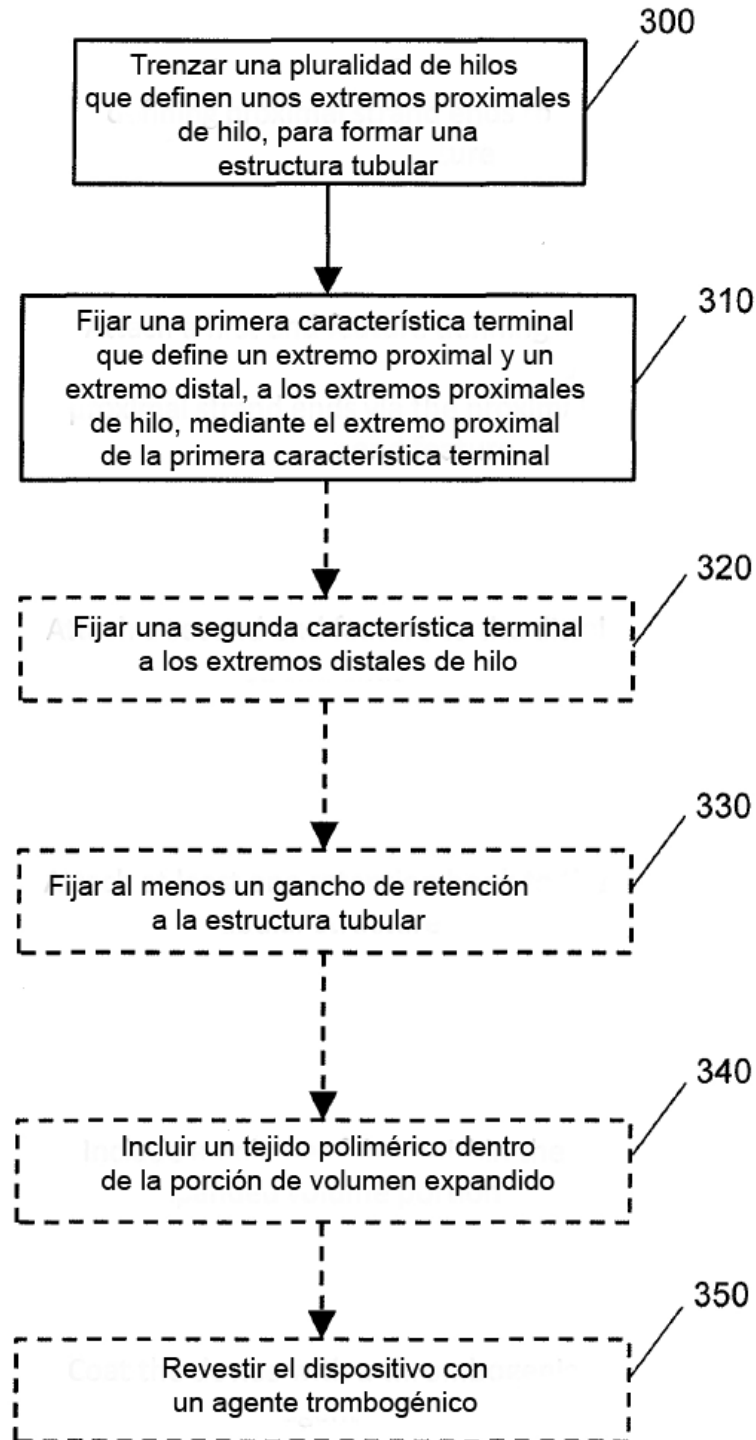 300
Trenzar una pluralidad de hilos
que definen unos extremos proximales
de hilo, para formar una
estructura tubular
310
Fijar una primera característica terminal
que define un extremo proximal y un
extremo distal, a los extremos proximales
de hilo, mediante el extremo proximal
de la primera característica terminal
320
Fijar una segunda característica terminal
a los extremos distales de hilo
330
Fijar al menos un gancho de retención
a la estructura tubular
340
Incluir un tejido polimérico dentro
de la porción de volumen expandido
350
Revestir el dispositivo con
un agente trombogénico